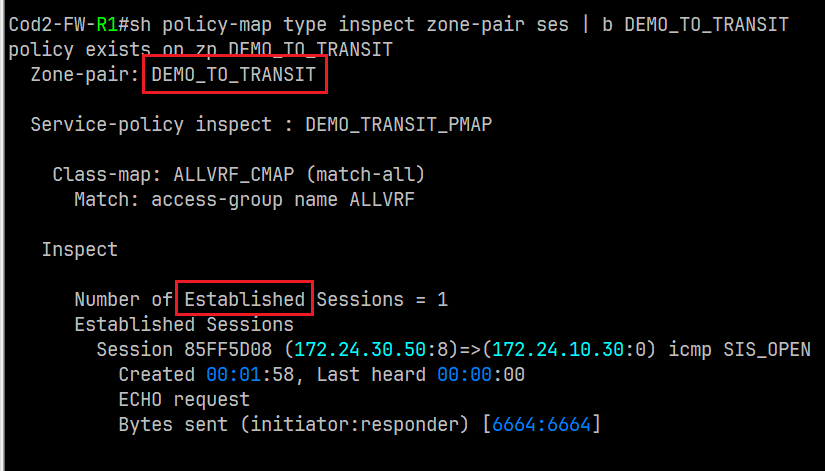 Cod2-FW-R1#sh policy-map type inspect zone-pair ses | b DEMO_TO_TRANSIT
policy exists on zp DEMO_TO_TRANSIT
Zone-pair: DEMO_TO_TRANSIT
Service-policy inspect : DEMO_TRANSIT_PMAP
Class-map: ALLVRF_CMAP (match-all)
Match: access-group name ALLVRF
Inspect
Number of Established Sessions = 1
Established Sessions
Session 85FF5D08 (172.24.30.50:8)=>(172.24.10.30:0) icmp SIS_OPEN
Created 00:01:58, Last heard 00:00:00
ECHO request
Bytes sent (initiator:responder) [6664:6664]